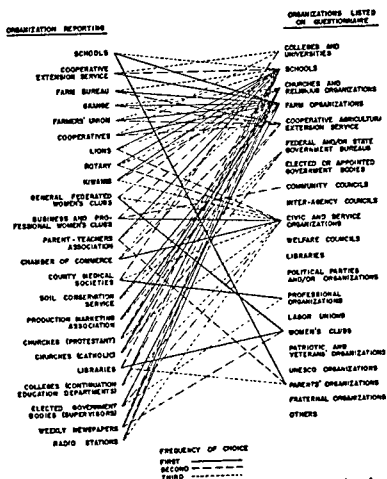 ORGANIZATION REPORTING
SCHOOLS
COOPERATIVE
EXTENSION SERVICE
FARM BUREAU
GRANGE
FARMERS' UNION
COOPERATIVES
LIONS
ROTARY
KIWANIS
GENERAL FEDERATED
WOMEN'S CLUBS
BUSINESS AND PRO-
FESSIONAL WOMEN'S CLUBS
PARENT-TEACHERS
ASSOCIATION
CHAMBER OF COMMERCE
COUNTY MEDICAL
SOCIETIES
SOIL CONSERVATION
SERVICE
PRODUCTION MARKETING
ASSOCIATION
CHURCHES (PROTESTANT)
CHURCHES (CATHOLIC)
LIBRARIES
COLLEGES (CONTINUATION
EDUCATION DEPARTMENTS)
ELECTED GOVERNMENT
BODIES (SUPERVISORS)
WEEKLY NEWSPAPERS
RADIO STATIONS
ORGANIZATIONS LISTED
ON QUESTIONNAIRE
COLLEGES AND
UNIVERSITIES
SCHOOLS
CHURCHES AND
RELIGIOUS ORGANIZATIONS
FARM ORGANIZATIONS
COOPERATIVE AGRICULTURAL
EXTENSION SERVICE
FEDERAL AND/OR STATE
GOVERNMENT BUREAUS
ELECTED OR APPOINTED
GOVERNMENT BODIES
COMMUNITY COUNCILS
INTER-AGENCY COUNCILS
CIVIC AND SERVICE
ORGANIZATIONS
WELFARE COUNCILS
LIBRARIES
POLITICAL PARTIES
AND/OR ORGANIZATIONS
PROFESSIONAL
ORGANIZATIONS
LABOR UNIONS
WOMEN'S CLUBS
PATRIOTIC AND
VETERANS' ORGANIZATIONS
UNESCO ORGANIZATIONS
PARENTS' ORGANIZATIONS
FRATERNAL ORGANIZATIONS
OTHERS
FREQUENCY OF CHOICE
FIRST
SECOND
THIRD